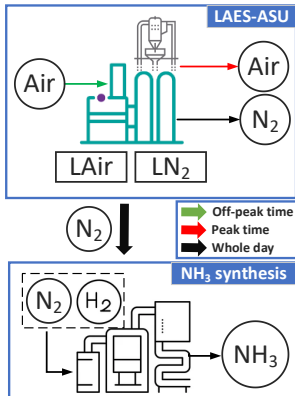 LAES-ASU
Air
Air
N₂
LAir
LN₂
N₂
Off-peak time
Peak time
Whole day
NH₃ synthesis
N₂
H₂
NH₃